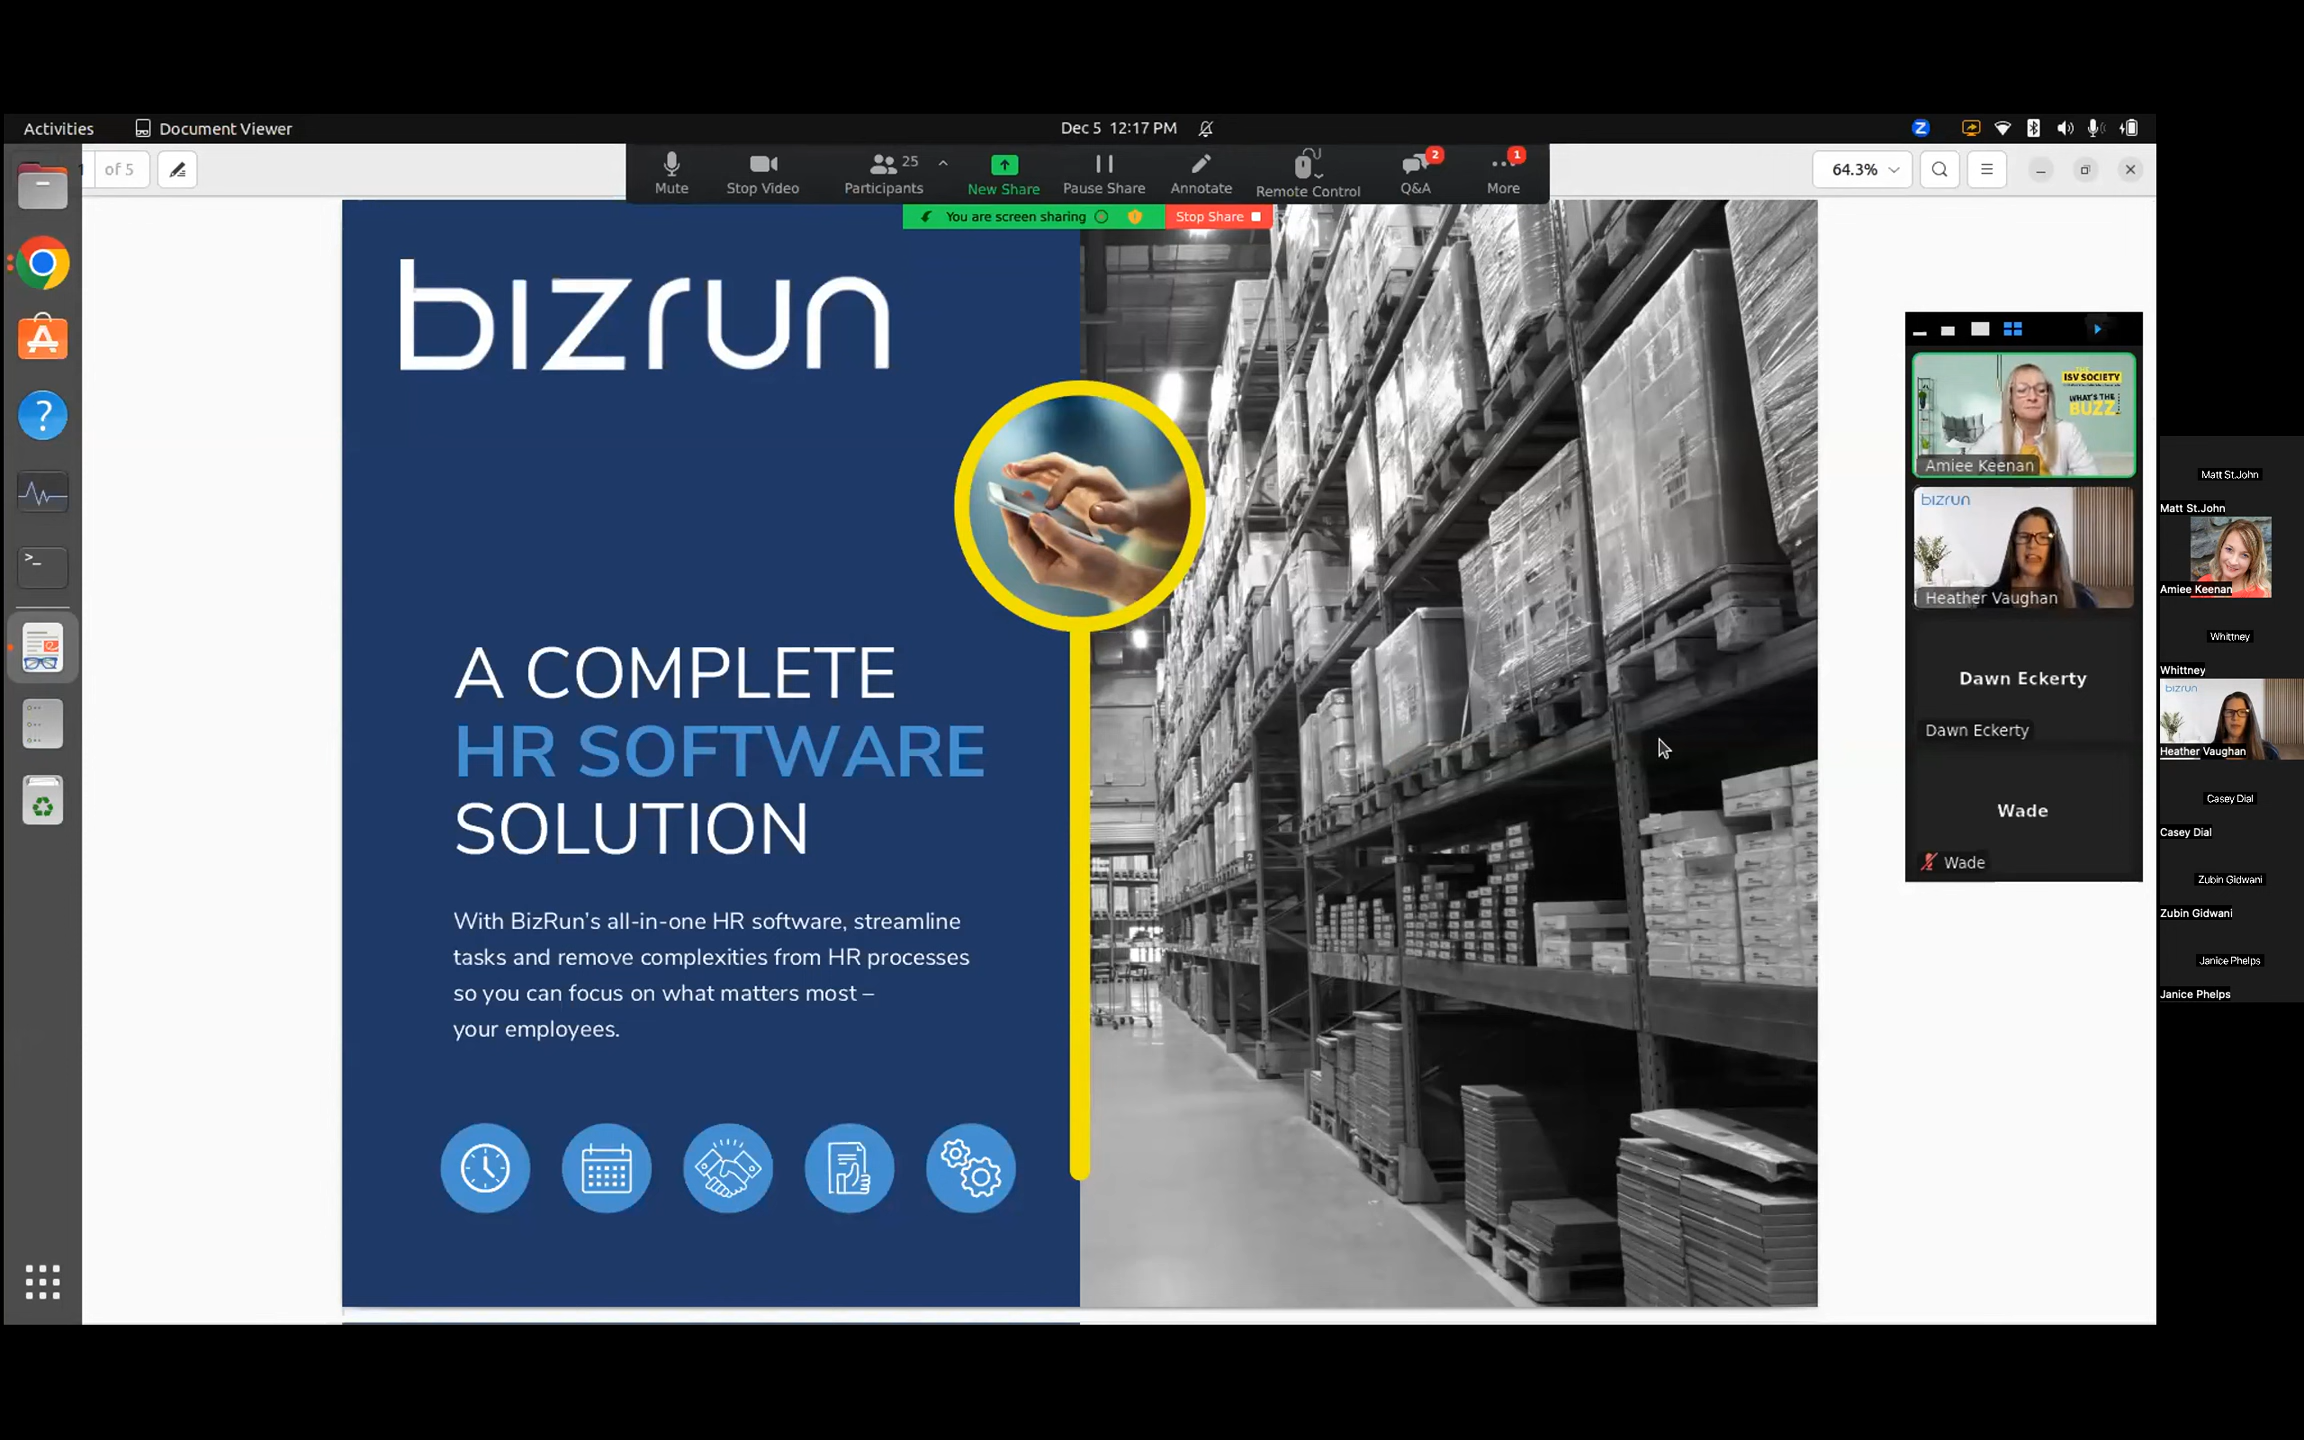 Activities
Document Viewer
Dec 5 12:17 PM
1 of 5
25
2
1
Mute
Stop Video
Participants
New Share
Pause Share
Annotate
Remote Control
Q&A
More
You are screen sharing
Stop Share
64.3%
bizrun
A COMPLETE
HR SOFTWARE
SOLUTION
With BizRun's all-in-one HR software, streamline
tasks and remove complexities from HR processes
so you can focus on what matters most –
your employees.
ISV SOCIETY
WHAT'S THE
BUZZ
Amiee Keenan
bizrun
Heather Vaughan
Dawn Eckerty
Dawn Eckerty
Wade
Wade
Matt St.John
Matt St.John
Amiee Keenan
Whittney
Whittney
bizrun
Heather Vaughan
Casey Dial
Casey Dial
Zubin Gidwani
Zubin Gidwani
Janice Phelps
Janice Phelps